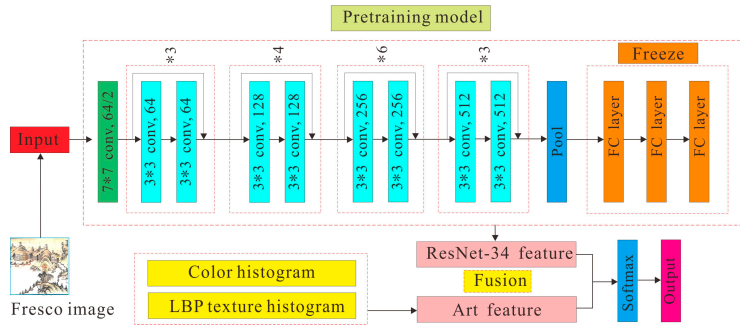 Pretraining model
*3
*4
*6
*3
Freeze
Input
7*7 conv, 64/2
3*3 conv, 64
3*3 conv, 64
3*3 conv, 128
3*3 conv, 128
3*3 conv, 256
3*3 conv, 256
3*3 conv, 512
3*3 conv, 512
Pool
FC layer
FC layer
FC layer
Fresco image
Color histogram
LBP texture histogram
ResNet-34 feature
Fusion
Art feature
Softmax
Output